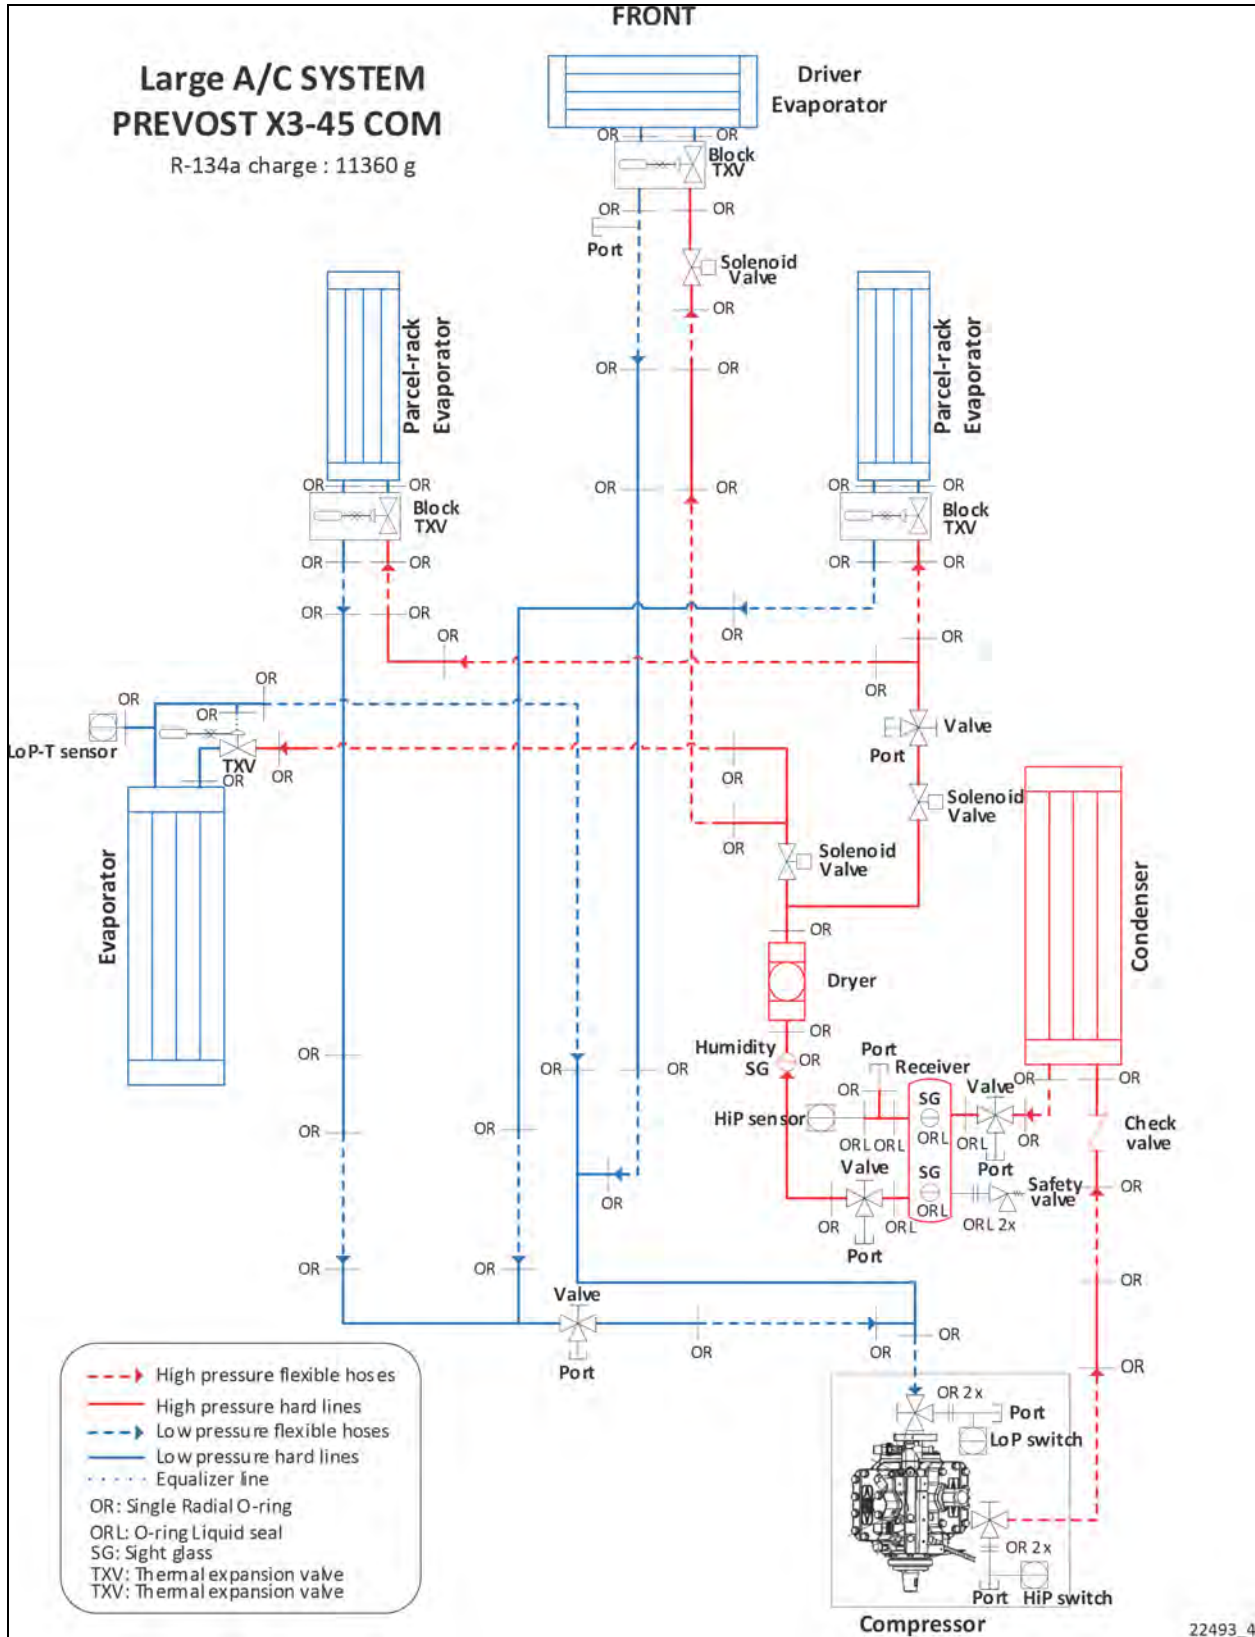 FRONT
Large A/C SYSTEM
PREVOST X3-45 COM
R-134a charge : 11360 g
Driver
Evaporator
OR
OR
Block
TXV
OR
OR
Port
Solenoid
Valve
OR
OR
OR
OR
OR
Parcel-rack
Evaporator
Parcel-rack
Evaporator
OR
OR
Block
TXV
OR
OR
Block
TXV
OR
OR
OR
OR
OR
OR
OR
OR
OR
OR
OR
OR
OR
OR
LoP-T sensor
TXV
OR
OR
OR
Valve
Port
Solenoid
Valve
OR
Solenoid
Valve
Evaporator
Condenser
OR
Dryer
OR
Humidity
SG
OR
Port
Receiver
OR
HiP sensor
SG
ORL
ORL
ORL
Valve
ORL
OR
Port
OR
OR
Check
valve
Valve
SG
ORL
OR
ORL
Port
Safety
valve
ORL 2x
OR
OR
OR
OR
OR
OR
OR
OR
OR
OR
OR
Valve
Port
OR
OR
OR
OR
OR 2x
Port
LoP switch
OR 2x
Port
HiP switch
Compressor
High pressure flexible hoses
High pressure hard lines
Low pressure flexible hoses
Low pressure hard lines
Equalizer line
OR: Single Radial O-ring
ORL: O-ring Liquid seal
SG: Sight glass
TXV: Thermal expansion valve
TXV: Thermal expansion valve
22493_4